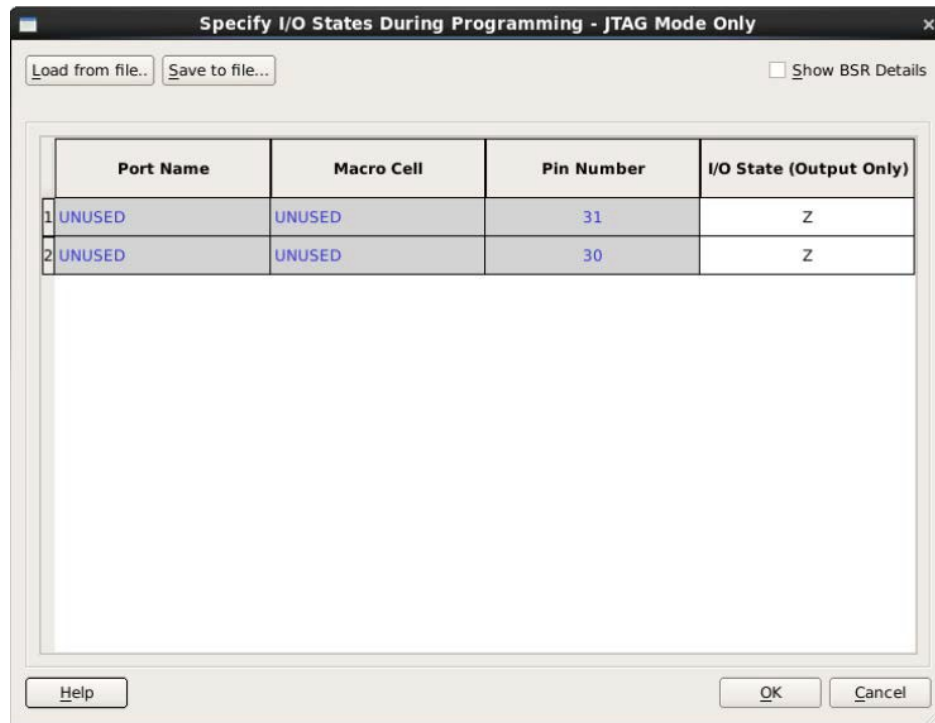 Specify I/O States During Programming - JTAG Mode Only
Load from file.. Save to file... Show BSR Details
Port Name Macro Cell Pin Number I/O State (Output Only)
1 UNUSED UNUSED 31 Z
2 UNUSED UNUSED 30 Z
Help OK Cancel